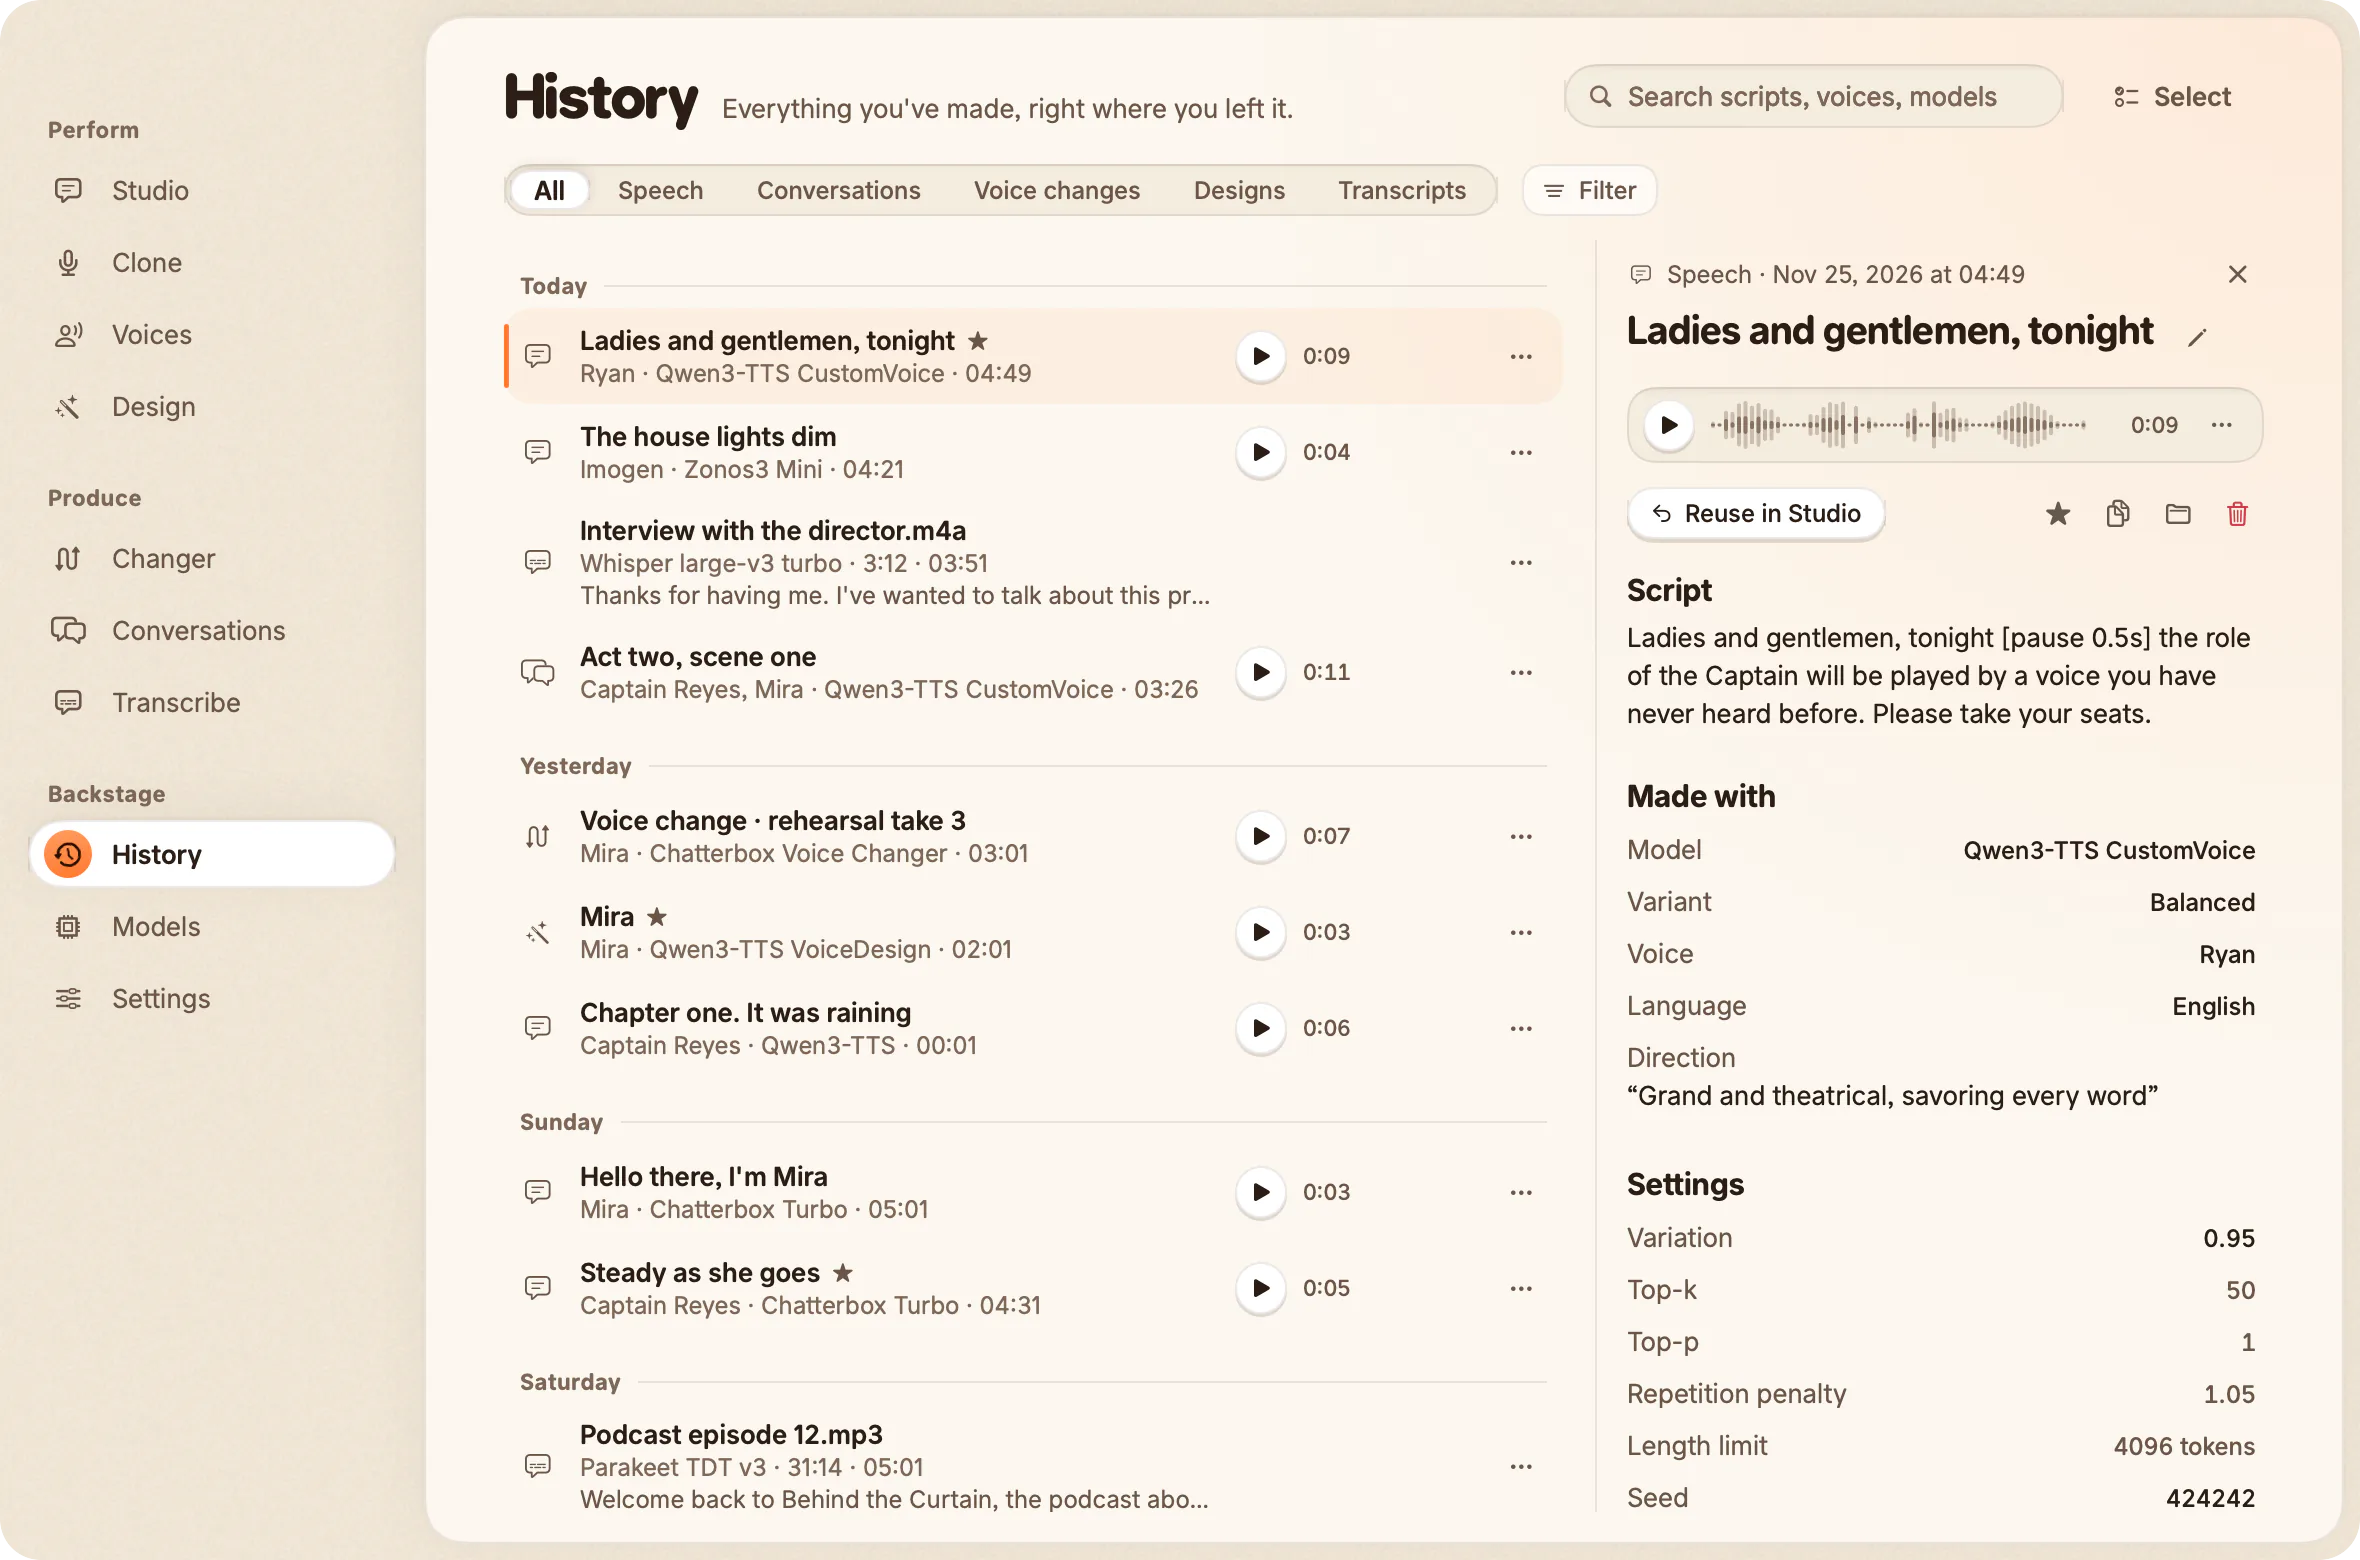 Perform
Studio
Clone
Voices
Design
Produce
Changer
Conversations
Transcribe
Backstage
History
Models
Settings
History
Everything you've made, right where you left it.
Search scripts, voices, models
Select
All
Speech
Conversations
Voice changes
Designs
Transcripts
Filter
Today
Ladies and gentlemen, tonight ★
Ryan · Qwen3-TTS CustomVoice · 04:49
0:09
The house lights dim
Imogen · Zonos3 Mini · 04:21
0:04
Interview with the director.m4a
Whisper large-v3 turbo · 3:12 · 03:51
Thanks for having me. I've wanted to talk about this pr...
Act two, scene one
Captain Reyes, Mira · Qwen3-TTS CustomVoice · 03:26
0:11
Yesterday
Voice change · rehearsal take 3
Mira · Chatterbox Voice Changer · 03:01
0:07
Mira ★
Mira · Qwen3-TTS VoiceDesign · 02:01
0:03
Chapter one. It was raining
Captain Reyes · Qwen3-TTS · 00:01
0:06
Sunday
Hello there, I'm Mira
Mira · Chatterbox Turbo · 05:01
0:03
Steady as she goes ★
Captain Reyes · Chatterbox Turbo · 04:31
0:05
Saturday
Podcast episode 12.mp3
Parakeet TDT v3 · 31:14 · 05:01
Welcome back to Behind the Curtain, the podcast abo...
Speech · Nov 25, 2026 at 04:49
Ladies and gentlemen, tonight
0:09
Reuse in Studio
Script
Ladies and gentlemen, tonight [pause 0.5s] the role
of the Captain will be played by a voice you have
never heard before. Please take your seats.
Made with
Model Qwen3-TTS CustomVoice
Variant Balanced
Voice Ryan
Language English
Direction
“Grand and theatrical, savoring every word”
Settings
Variation 0.95
Top-k 50
Top-p 1
Repetition penalty 1.05
Length limit 4096 tokens
Seed 424242